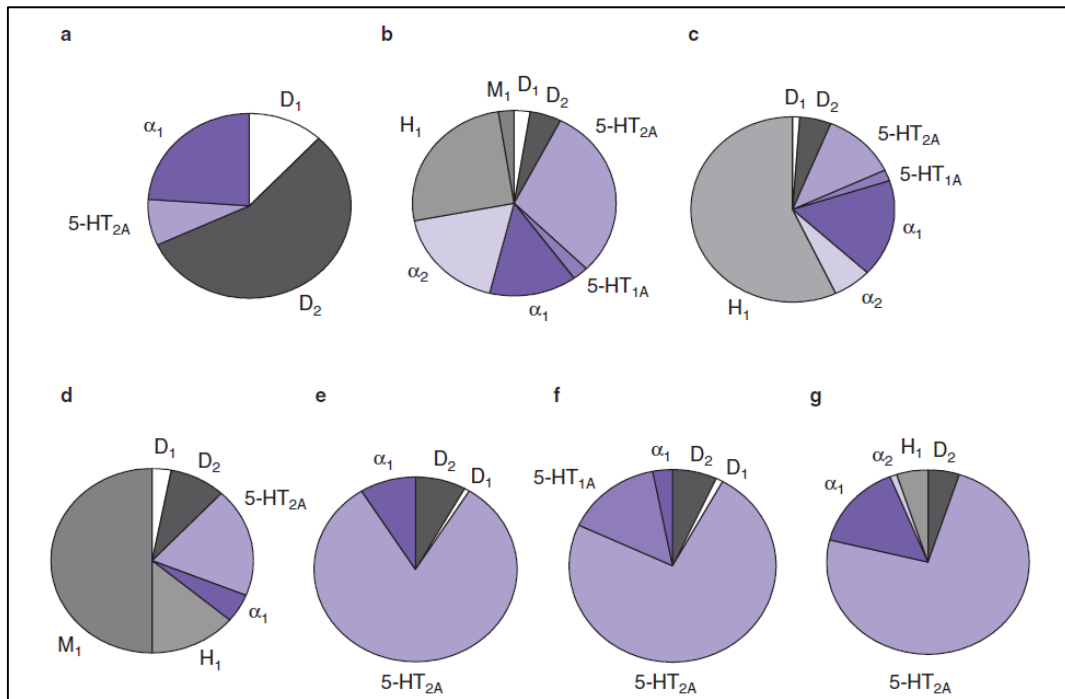 a
D₁
α₁
5-HT₂A
D₂
b
M₁
D₁
D₂
H₁
5-HT₂A
α₂
5-HT₁A
α₁
c
D₁
D₂
5-HT₂A
5-HT₁A
α₁
α₂
H₁
d
D₁
D₂
5-HT₂A
α₁
H₁
M₁
e
α₁
D₂
D₁
5-HT₂A
f
α₁
D₂
D₁
5-HT₁A
5-HT₂A
g
α₂
H₁
D₂
α₁
5-HT₂A